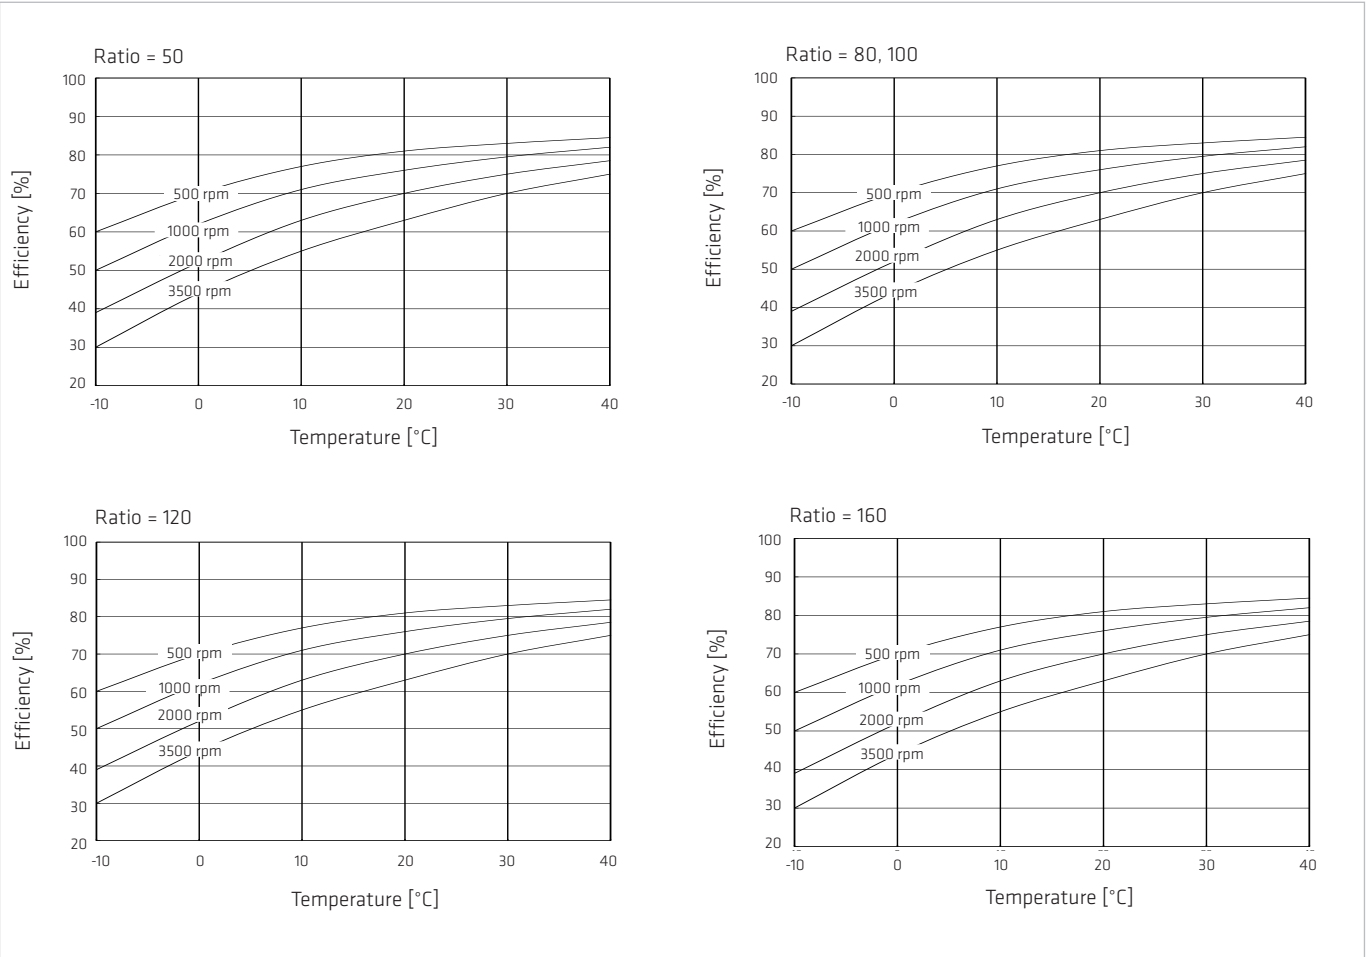 Ratio = 50
100
90
80
70
60
50
40
30
20
Efficiency [%]
500 rpm
1000 rpm
2000 rpm
3500 rpm
-10 0 10 20 30 40
Temperature [°C]
Ratio = 80, 100
100
90
80
70
60
50
40
30
20
Efficiency [%]
500 rpm
1000 rpm
2000 rpm
3500 rpm
-10 0 10 20 30 40
Temperature [°C]
Ratio = 120
100
90
80
70
60
50
40
30
20
Efficiency [%]
500 rpm
1000 rpm
2000 rpm
3500 rpm
-10 0 10 20 30 40
Temperature [°C]
Ratio = 160
100
90
80
70
60
50
40
30
20
Efficiency [%]
500 rpm
1000 rpm
2000 rpm
3500 rpm
-10 0 10 20 30 40
Temperature [°C]